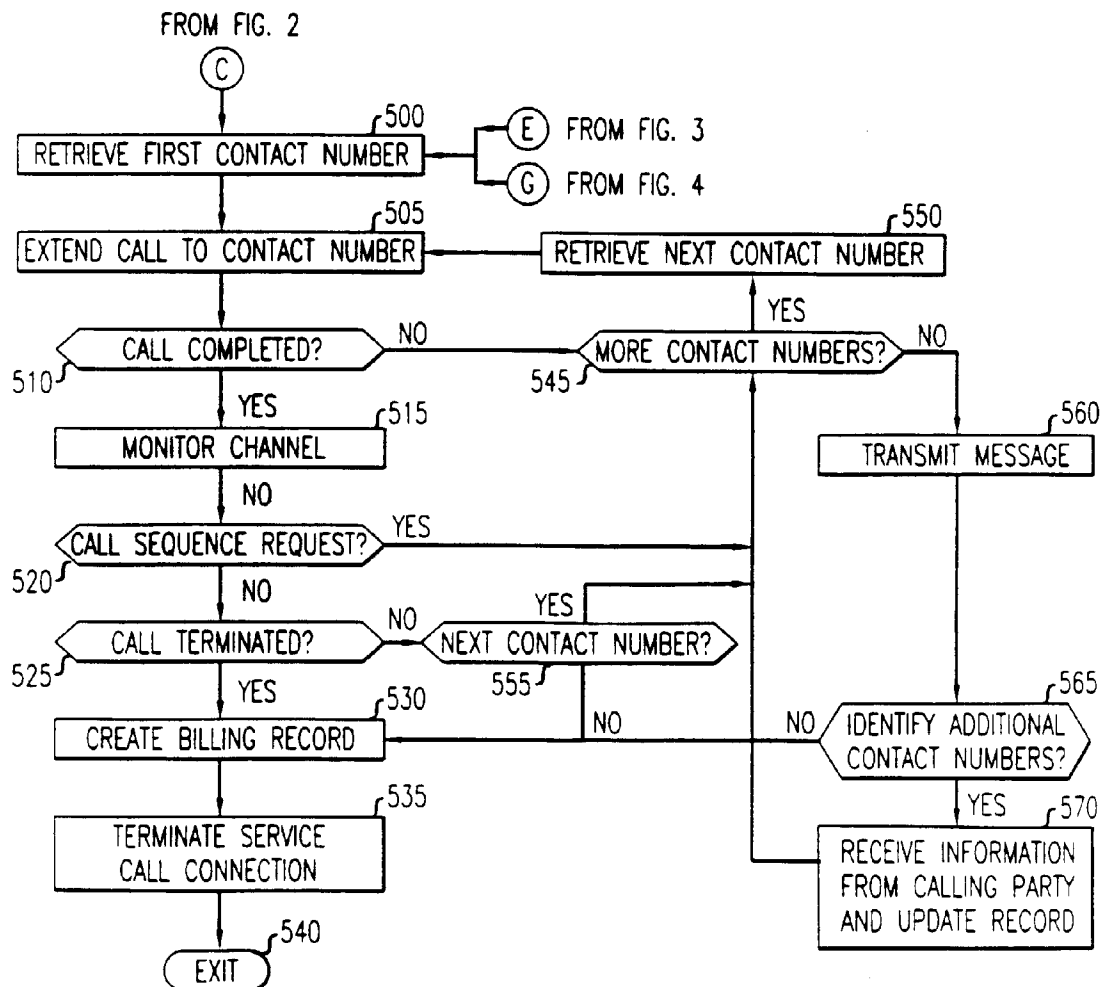 FROM FIG. 2
C
500
RETRIEVE FIRST CONTACT NUMBER
E FROM FIG. 3
G FROM FIG. 4
505
EXTEND CALL TO CONTACT NUMBER
550
RETRIEVE NEXT CONTACT NUMBER
YES
CALL COMPLETED?
NO
510
MORE CONTACT NUMBERS?
NO
545
YES
515
MONITOR CHANNEL
560
TRANSMIT MESSAGE
NO
CALL SEQUENCE REQUEST?
YES
520
NO
CALL TERMINATED?
NO
525
YES
NEXT CONTACT NUMBER?
555
YES
530
CREATE BILLING RECORD
NO
NO
565
IDENTIFY ADDITIONAL
CONTACT NUMBERS?
YES
535
TERMINATE SERVICE
CALL CONNECTION
570
RECEIVE INFORMATION
FROM CALLING PARTY
AND UPDATE RECORD
540
EXIT